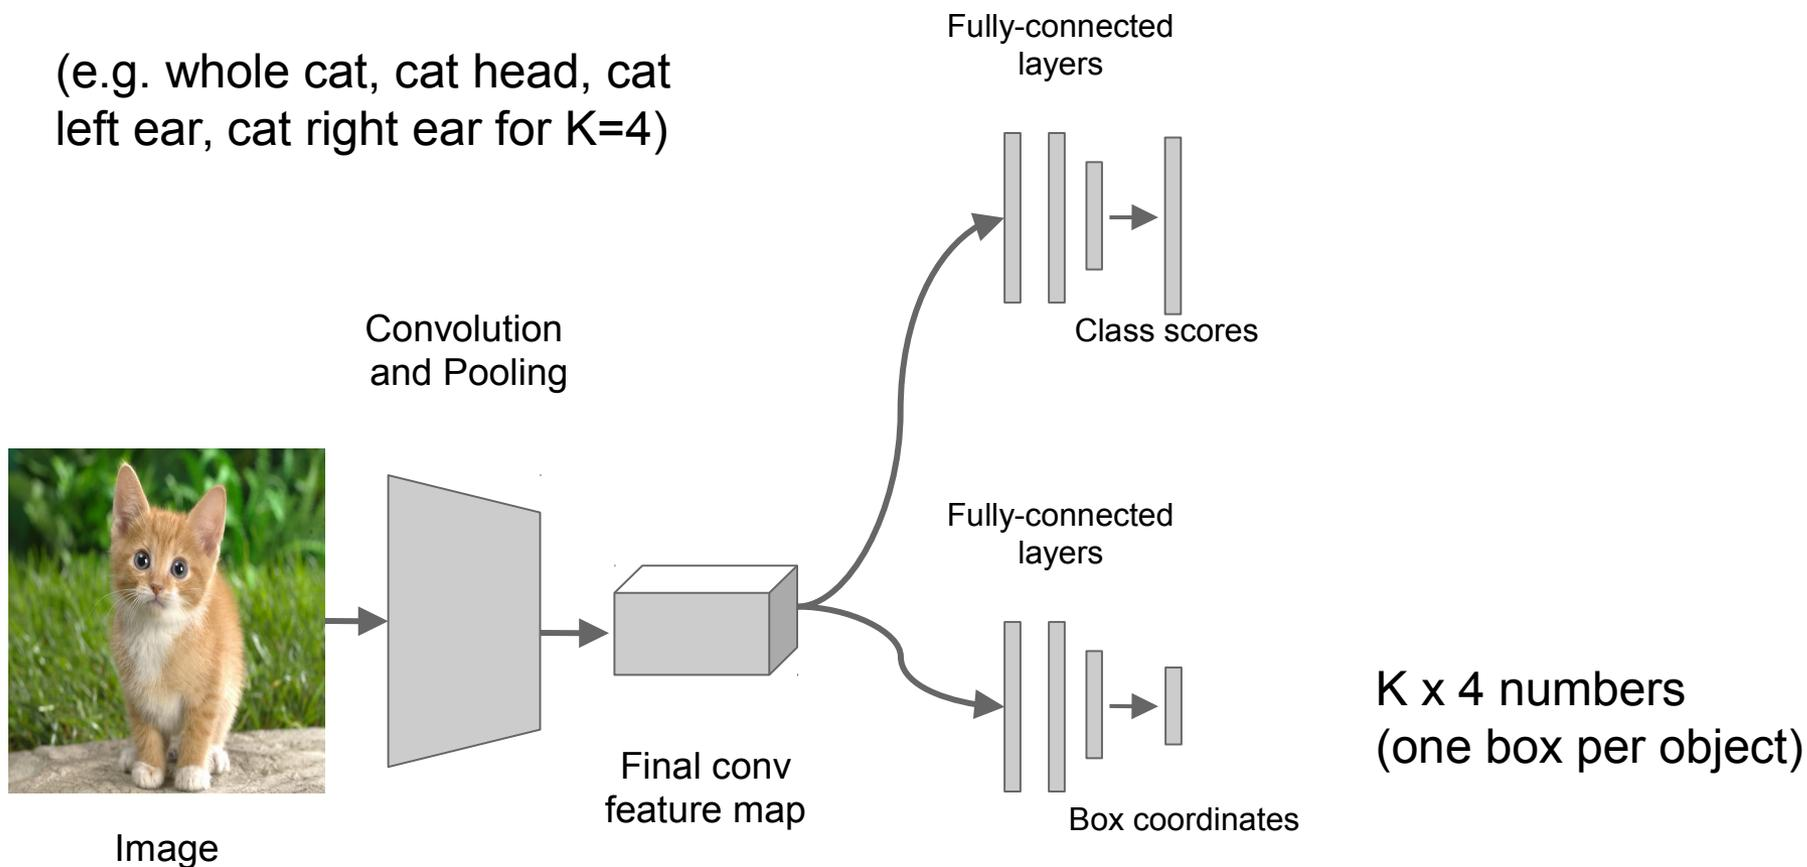 (e.g. whole cat, cat head, cat
left ear, cat right ear for K=4)
Fully-connected
layers
Class scores
Convolution
and Pooling
Fully-connected
layers
Final conv
feature map
Box coordinates
K x 4 numbers
(one box per object)
Image